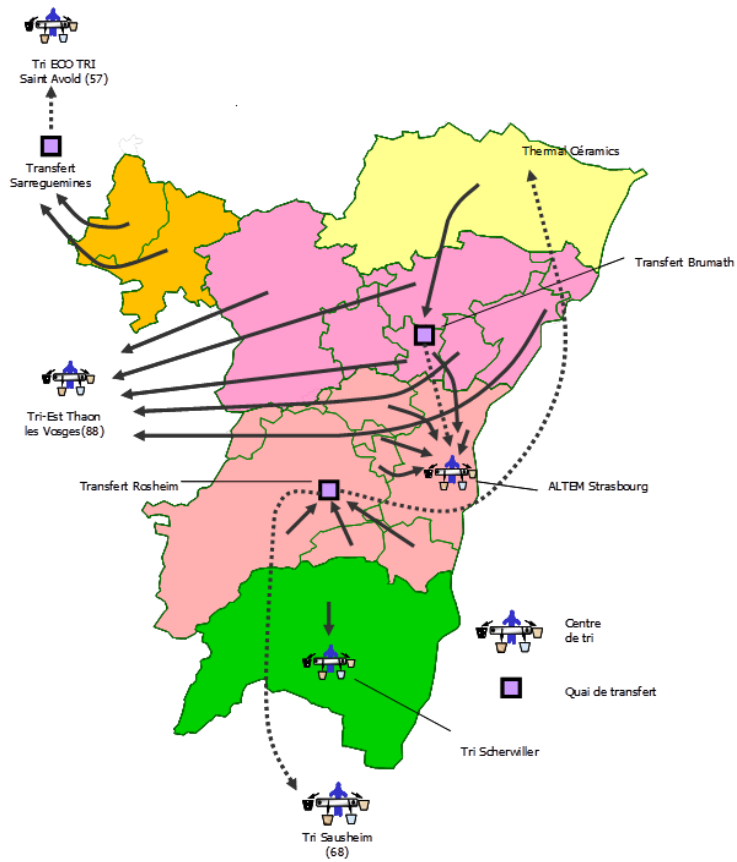 Tri ECO TRI
Saint Avold (57)
Transfert
Sarreguemines
Thermal Céramics
Transfert Brumath
Tri-Est Thaon
les Vosges(88)
Transfert Rosheim
ALTEM Strasbourg
Centre
de tri
Quai de transfert
Tri Scherwiller
Tri Sausheim
(68)